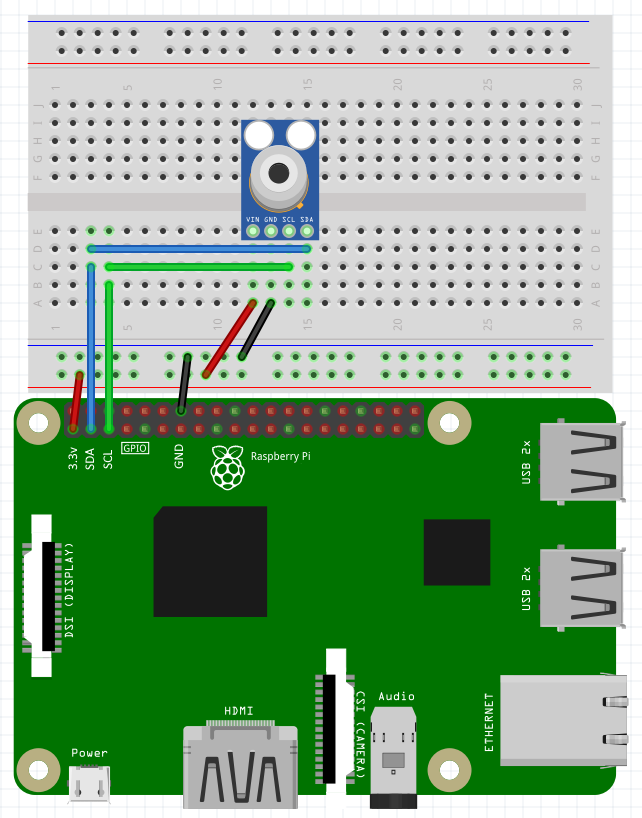 1 5 10 15 20 25 30
J J
I I
H H
G G
F F
VIN GND SCL SDA
E E
D D
C C
B B
A A
1 5 10 15 20 25 30
3.3v
SDA
SCL
GPIO
GND
Raspberry Pi
USB 2x
DSI (DISPLAY)
USB 2x
CSI (CAMERA)
Audio
HDMI
ETHERNET
Power